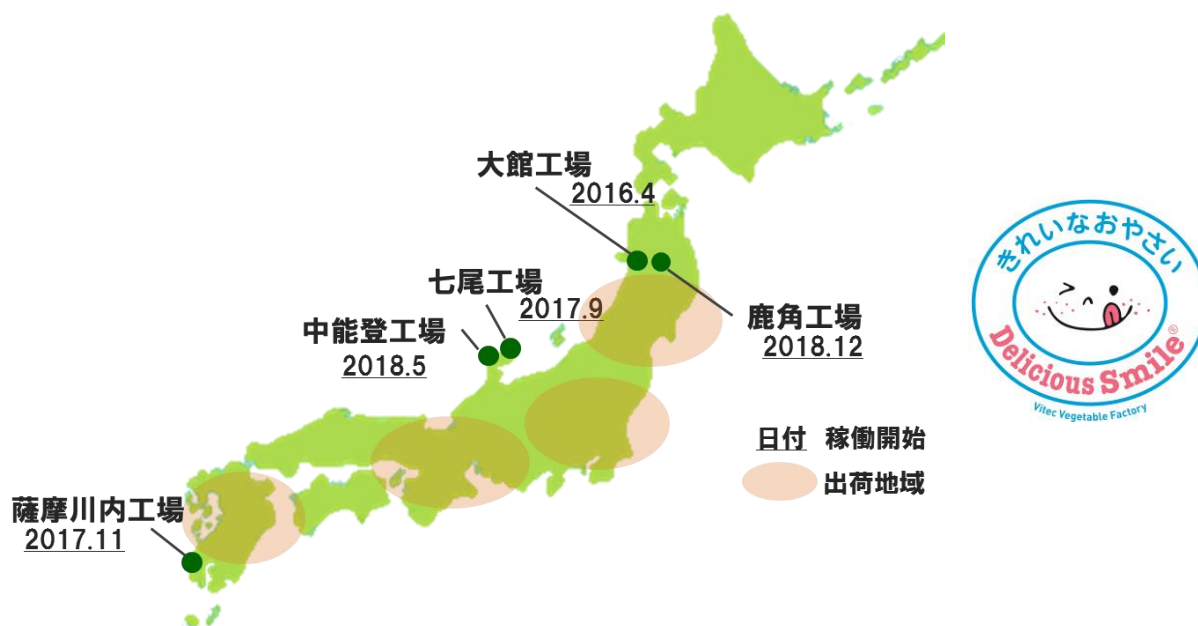 大館工場
2016.4
七尾工場
2017.9
中能登工場
2018.5
鹿角工場
2018.12
薩摩川内工場
2017.11
日付 稼働開始
出荷地域
きれいなおやさい
Delicious Smile®
Vitec Vegetable Factory